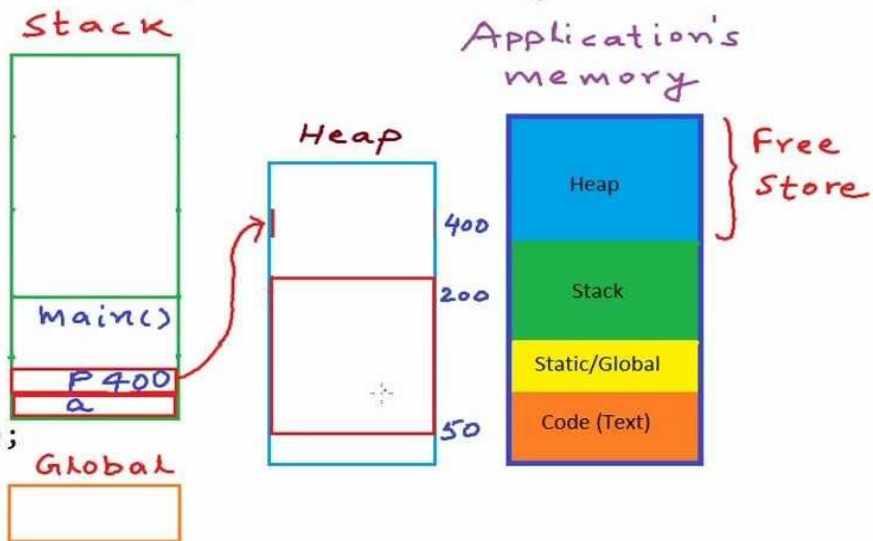 Stack
main()
P 400
a
;
Global
Heap
400
200
50
Application's
memory
Heap
Stack
Static/Global
Code (Text)
Free
Store